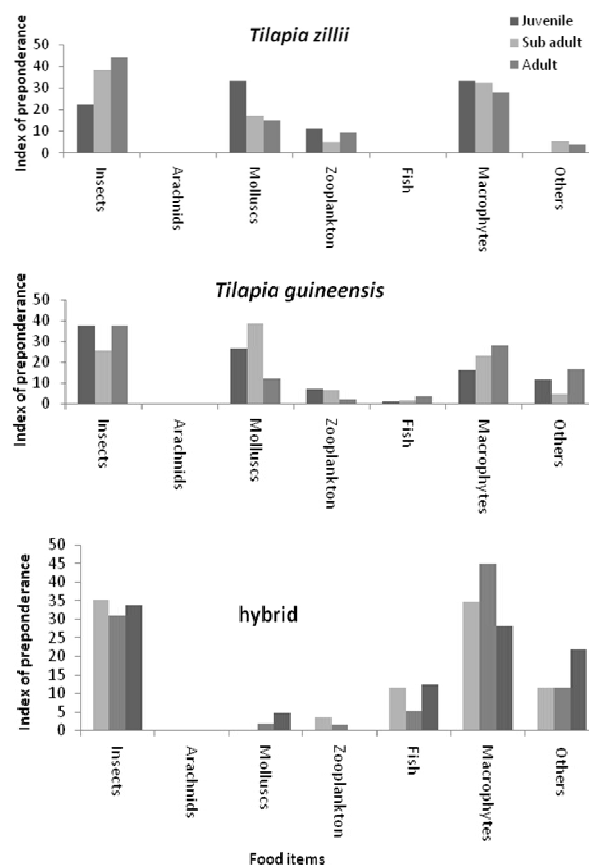 Tilapia zillii
Juvenile
Sub adult
Adult
Index of preponderance
50
40
30
20
10
0
Insects
Arachnids
Molluscs
Zooplankton
Fish
Macrophytes
Others
Tilapia guineensis
Index of preponderance
50
40
30
20
10
0
Insects
Arachnids
Molluscs
Zooplankton
Fish
Macrophytes
Others
hybrid
Index of preponderance
50
45
40
35
30
25
20
15
10
5
0
Insects
Arachnids
Molluscs
Zooplankton
Fish
Macrophytes
Others
Food items